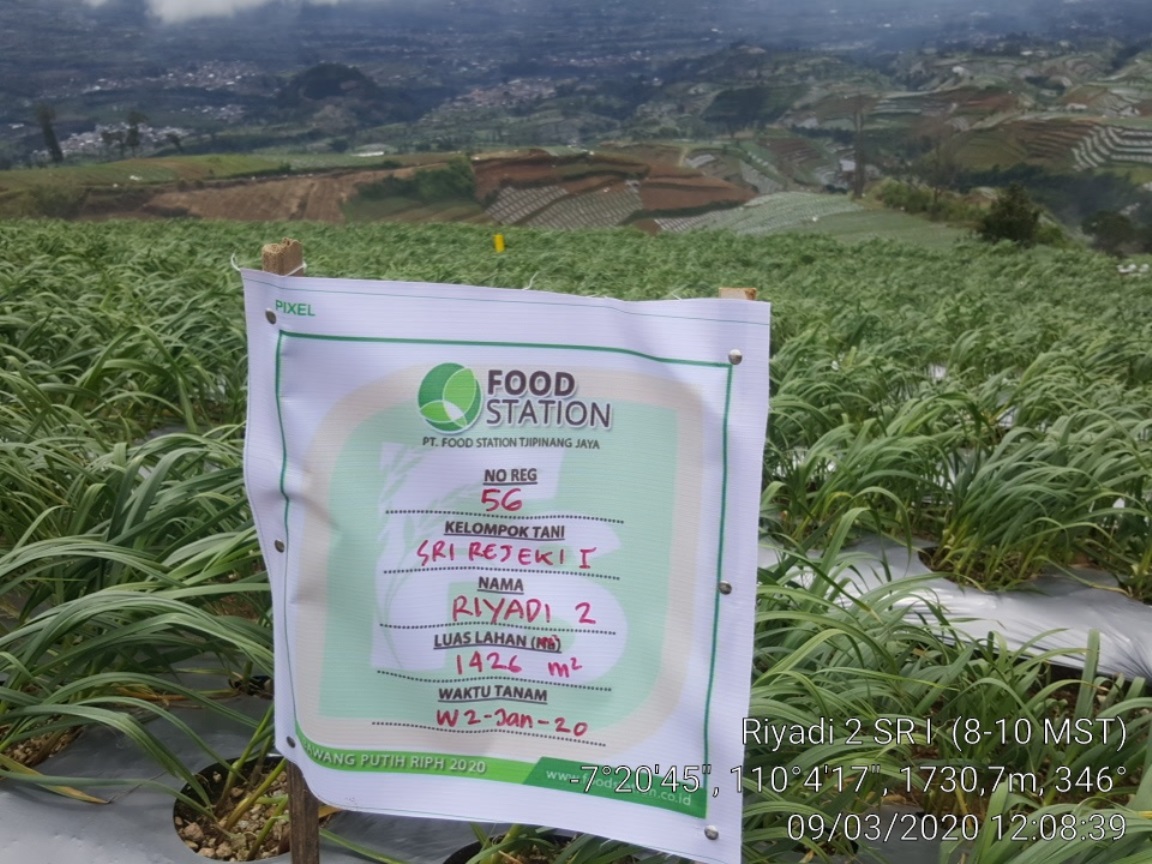 PIXEL
FOOD
STATION
PT. FOOD STATION TJIPINANG JAYA
NO REG
56
KELOMPOK TANI
SRI REJEKI I
NAMA
RIYADI 2
LUAS LAHAN
1426 m²
WAKTU TANAM
W2-Jan-20
PUTIH RIPH 2020
Riyadi 2 SR I (8-10 MST)
-7°20'45", 110°4'17", 1730,7m, 346°
09/03/2020 12:08:39